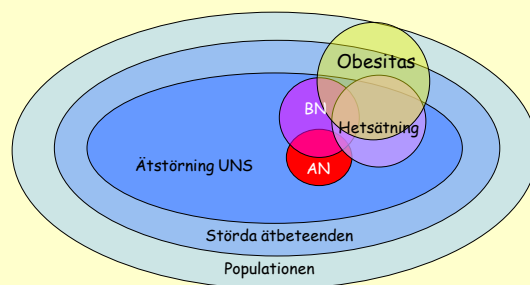 Obesitas
BN
Hetsätning
Ätstörning UNS
AN
Störda ätbeteenden
Populationen